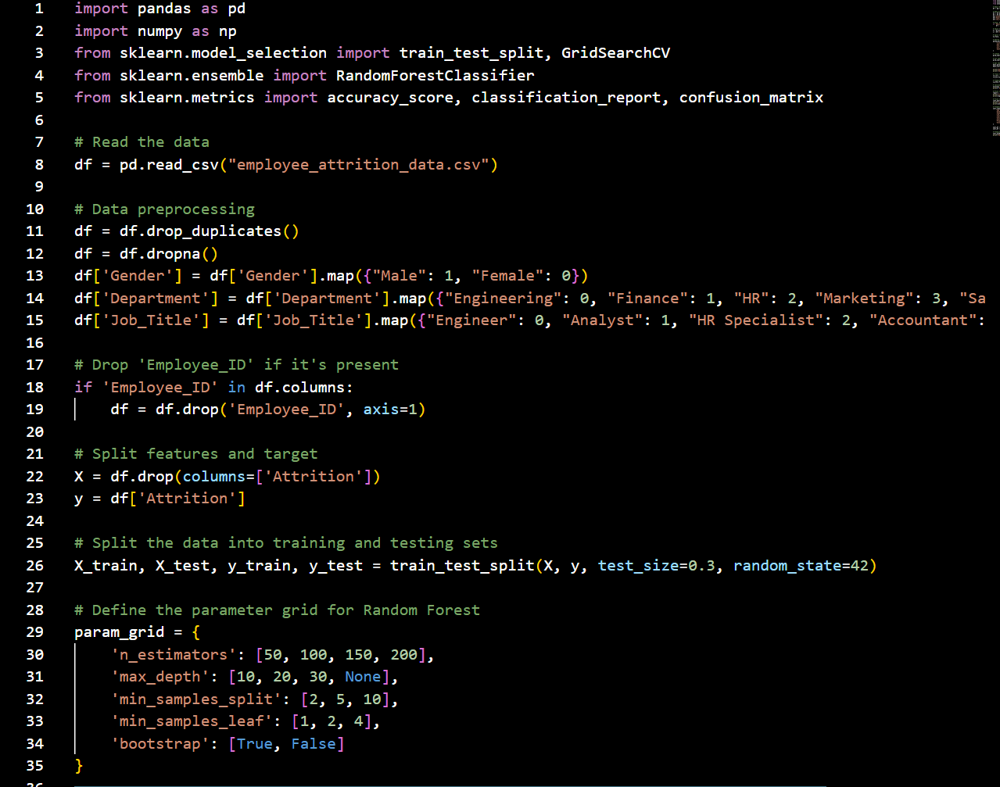 1 import pandas as pd
2 import numpy as np
3 from sklearn.model_selection import train_test_split, GridSearchCV
4 from sklearn.ensemble import RandomForestClassifier
5 from sklearn.metrics import accuracy_score, classification_report, confusion_matrix
6
7 # Read the data
8 df = pd.read_csv("employee_attrition_data.csv")
9
10 # Data preprocessing
11 df = df.drop_duplicates()
12 df = df.dropna()
13 df['Gender'] = df['Gender'].map({"Male": 1, "Female": 0})
14 df['Department'] = df['Department'].map({"Engineering": 0, "Finance": 1, "HR": 2, "Marketing": 3, "Sa
15 df['Job_Title'] = df['Job_Title'].map({"Engineer": 0, "Analyst": 1, "HR Specialist": 2, "Accountant":
16
17 # Drop 'Employee_ID' if it's present
18 if 'Employee_ID' in df.columns:
19     df = df.drop('Employee_ID', axis=1)
20
21 # Split features and target
22 X = df.drop(columns=['Attrition'])
23 y = df['Attrition']
24
25 # Split the data into training and testing sets
26 X_train, X_test, y_train, y_test = train_test_split(X, y, test_size=0.3, random_state=42)
27
28 # Define the parameter grid for Random Forest
29 param_grid = {
30     'n_estimators': [50, 100, 150, 200],
31     'max_depth': [10, 20, 30, None],
32     'min_samples_split': [2, 5, 10],
33     'min_samples_leaf': [1, 2, 4],
34     'bootstrap': [True, False]
35 }